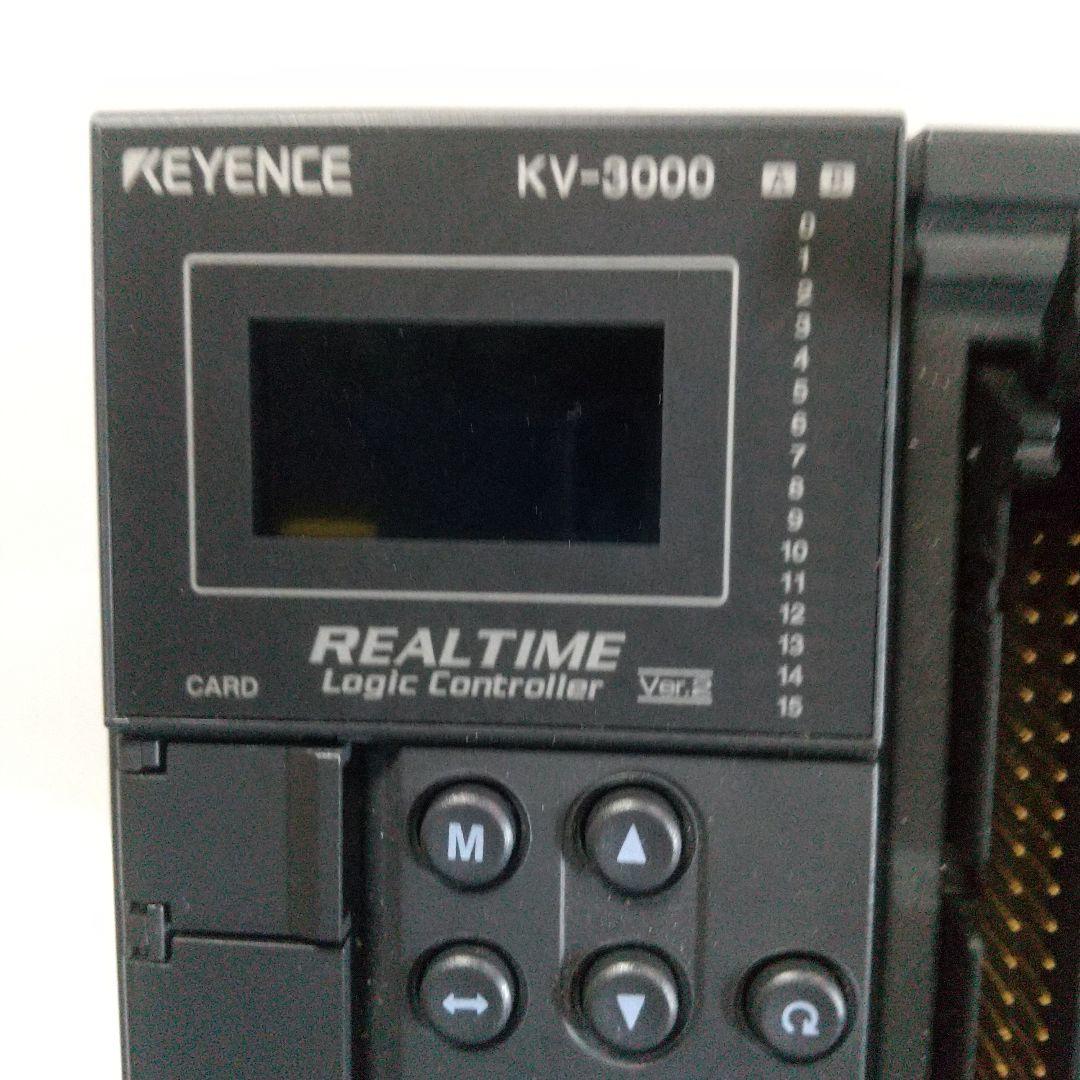 KEYENCE
KV-3000 A B
0
1
2
3
4
5
6
7
8
9
10
11
12
13
14
15
REALTIME
Logic Controller Ver.2
CARD
M